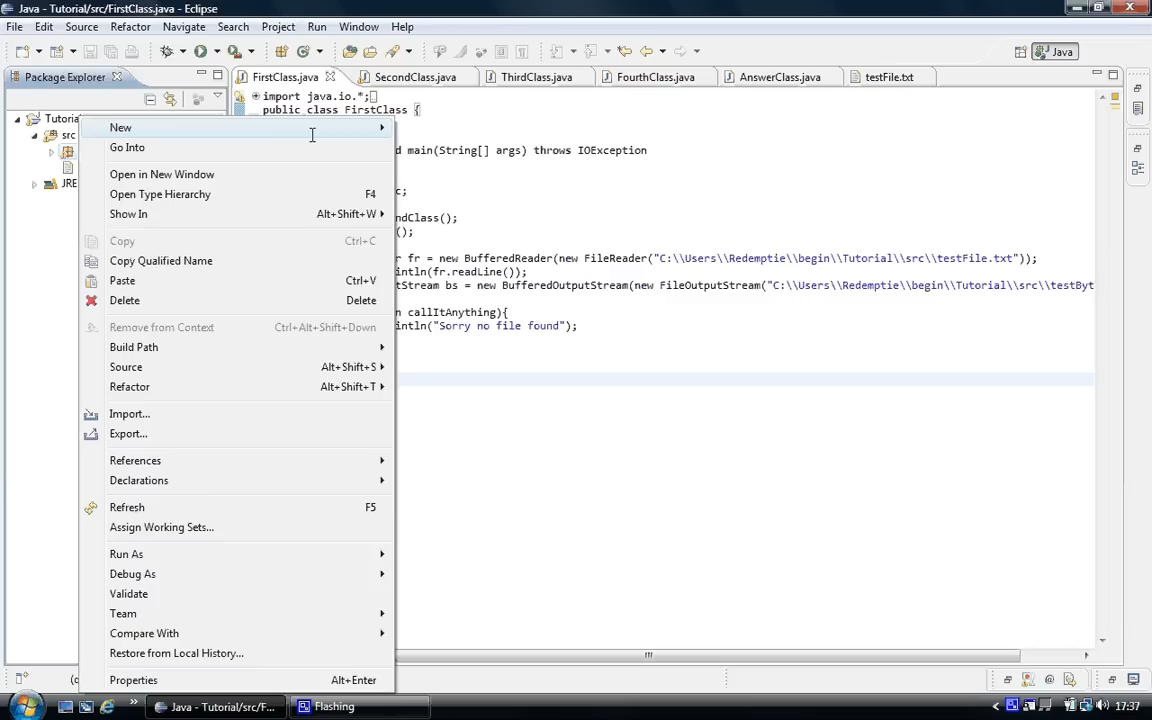 Java - Tutorial/src/FirstClass.java - Eclipse
File Edit Source Refactor Navigate Search Project Run Window Help
Java
Package Explorer
FirstClass.java SecondClass.java ThirdClass.java FourthClass.java AnswerClass.java testFile.txt
import java.io.*;
public class FirstClass {
Tutorial
src
JRE
New
Go Into
Open in New Window
Open Type Hierarchy F4
Show In Alt+Shift+W
Copy Ctrl+C
Copy Qualified Name
Paste Ctrl+V
Delete Delete
Remove from Context Ctrl+Alt+Shift+Down
Build Path
Source Alt+Shift+S
Refactor Alt+Shift+T
Import...
Export...
References
Declarations
Refresh F5
Assign Working Sets...
Run As
Debug As
Validate
Team
Compare With
Restore from Local History...
Properties Alt+Enter
d main(String[] args) throws IOException
c;
ndClass();
();
r fr = new BufferedReader(new FileReader("C:\\Users\\Redemptie\\begin\\Tutorial\\src\\testFile.txt"));
ntln(fr.readLine());
tStream bs = new BufferedOutputStream(new FileOutputStream("C:\\Users\\Redemptie\\begin\\Tutorial\\src\\testByt
n callItAnything){
intln("Sorry no file found");
Java - Tutorial/src/F... Flashing 17:37